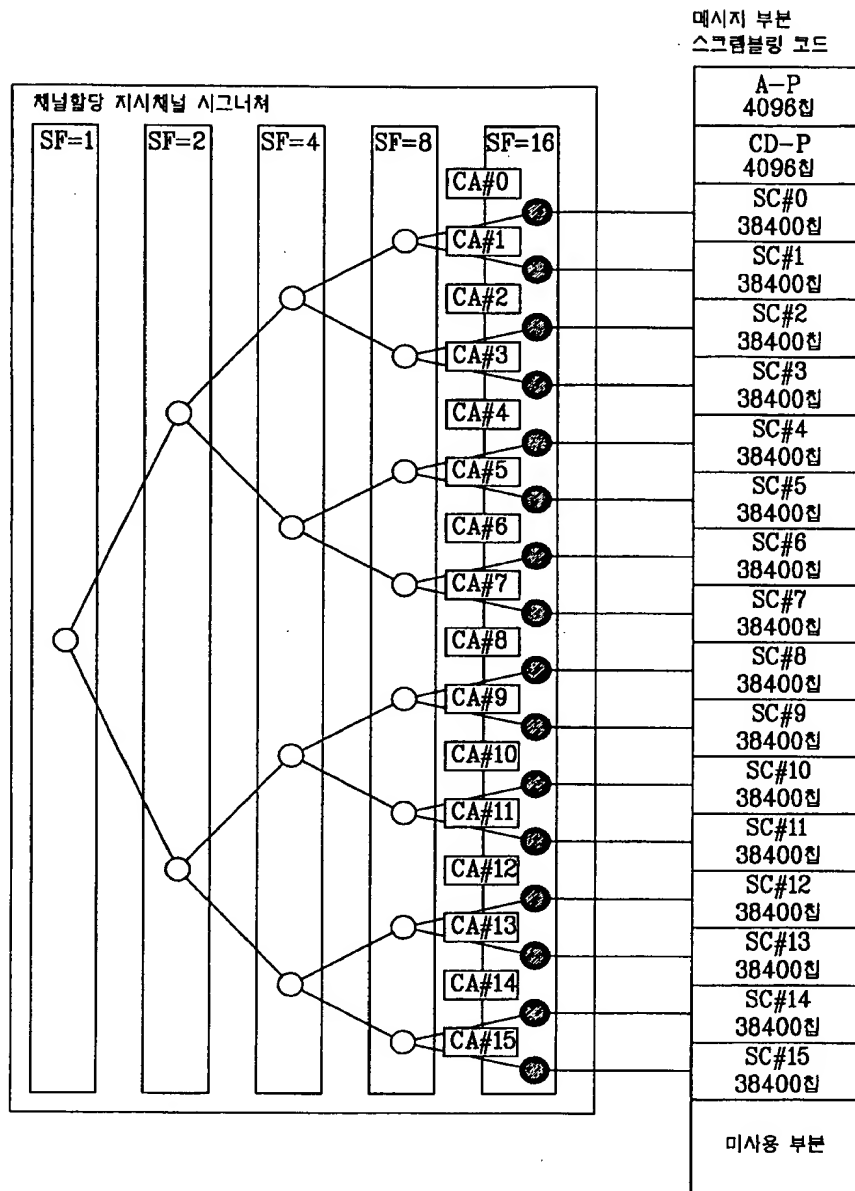 메시지 부분
스크램블링 코드
채널할당 지시채널 시그너쳐
SF=1
SF=2
SF=4
SF=8
SF=16
CA#0
CA#1
CA#2
CA#3
CA#4
CA#5
CA#6
CA#7
CA#8
CA#9
CA#10
CA#11
CA#12
CA#13
CA#14
CA#15
A-P
4096칩
CD-P
4096칩
SC#0
38400칩
SC#1
38400칩
SC#2
38400칩
SC#3
38400칩
SC#4
38400칩
SC#5
38400칩
SC#6
38400칩
SC#7
38400칩
SC#8
38400칩
SC#9
38400칩
SC#10
38400칩
SC#11
38400칩
SC#12
38400칩
SC#13
38400칩
SC#14
38400칩
SC#15
38400칩
미사용 부분